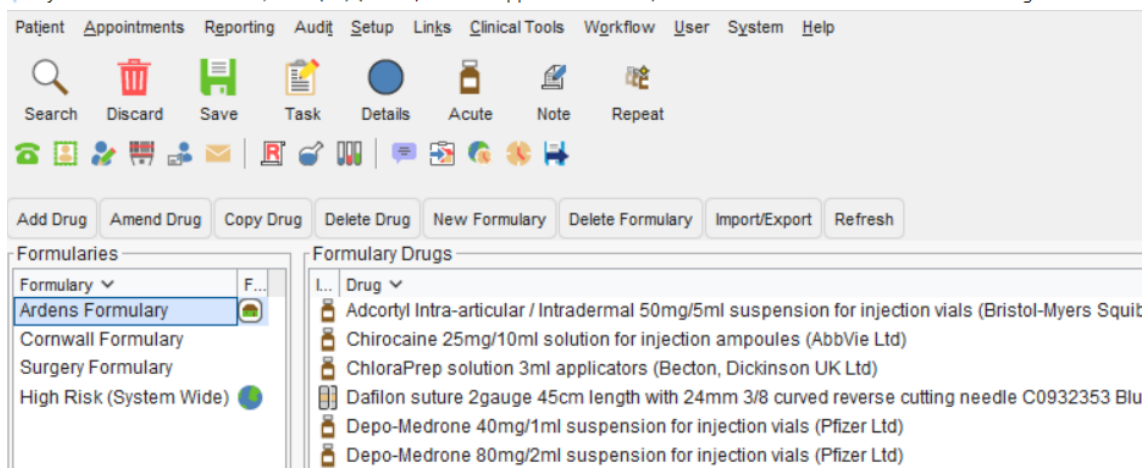 Patient Appointments Reporting Audit Setup Links Clinical Tools Workflow User System Help
Search Discard Save Task Details Acute Note Repeat
Add Drug Amend Drug Copy Drug Delete Drug New Formulary Delete Formulary Import/Export Refresh
Formularies
Formulary F...
Ardens Formulary
Cornwall Formulary
Surgery Formulary
High Risk (System Wide)
Formulary Drugs
I... Drug
Adcortyl Intra-articular / Intradermal 50mg/5ml suspension for injection vials (Bristol-Myers Squib
Chirocaine 25mg/10ml solution for injection ampoules (AbbVie Ltd)
ChloraPrep solution 3ml applicators (Becton, Dickinson UK Ltd)
Dafilon suture 2gauge 45cm length with 24mm 3/8 curved reverse cutting needle C0932353 Blu
Depo-Medrone 40mg/1ml suspension for injection vials (Pfizer Ltd)
Depo-Medrone 80mg/2ml suspension for injection vials (Pfizer Ltd)